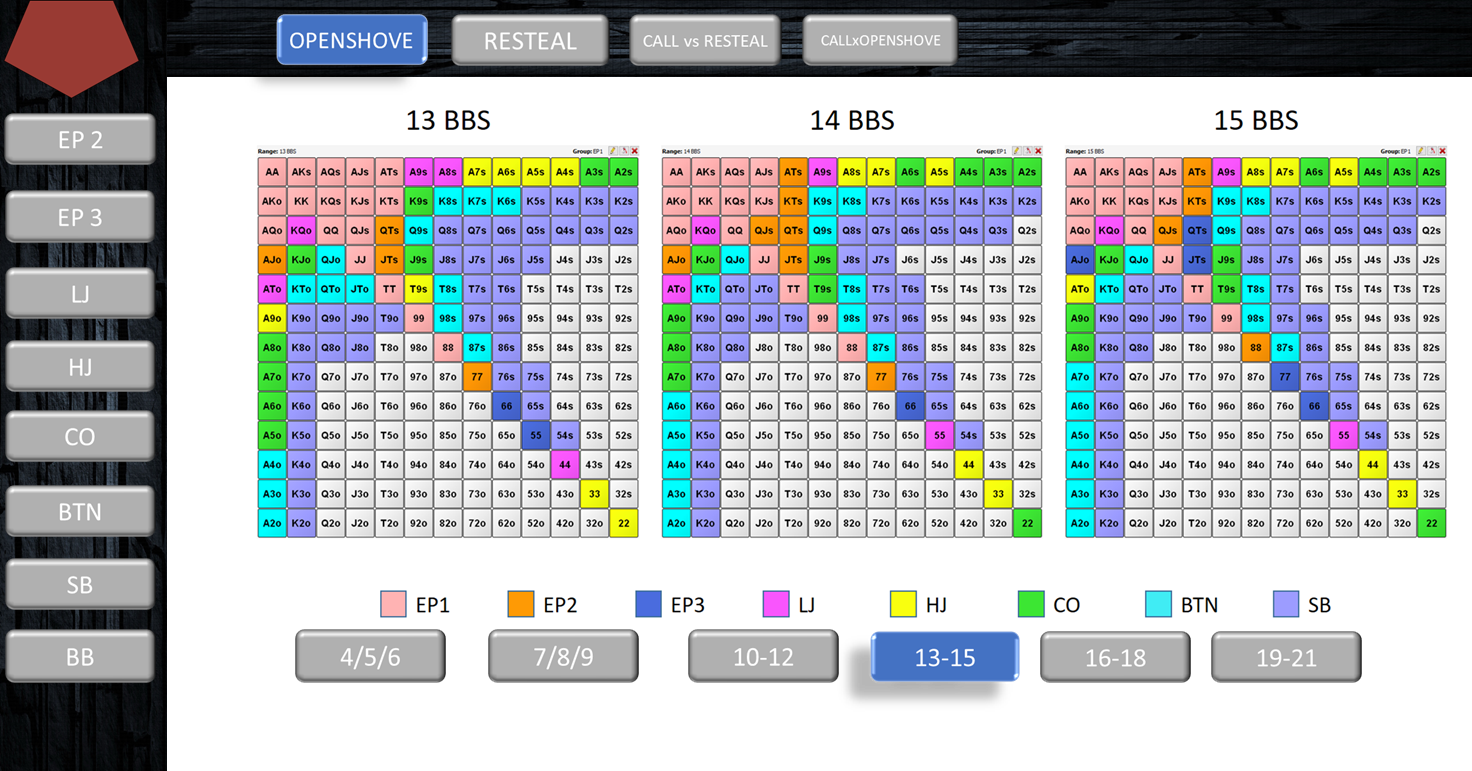 OPENSHOVE RESTEAL CALL vs RESTEAL CALLxOPENSHOVE
EP 2
EP 3
LJ
HJ
CO
BTN
SB
BB
13 BBS
Range: 13 BBS Group: EP1
AA AKs AQs AJs ATs A9s A8s A7s A6s A5s A4s A3s A2s
AKo KK KQs KJs KTs K9s K8s K7s K6s K5s K4s K3s K2s
AQo KQo QQ QJs QTs Q9s Q8s Q7s Q6s Q5s Q4s Q3s Q2s
AJo KJo QJo JJ JTs J9s J8s J7s J6s J5s J4s J3s J2s
ATo KTo QTo JTo TT T9s T8s T7s T6s T5s T4s T3s T2s
A9o K9o Q9o J9o T9o 99 98s 97s 96s 95s 94s 93s 92s
A8o K8o Q8o J8o T8o 98o 88 87s 86s 85s 84s 83s 82s
A7o K7o Q7o J7o T7o 97o 87o 77 76s 75s 74s 73s 72s
A6o K6o Q6o J6o T6o 96o 86o 76o 66 65s 64s 63s 62s
A5o K5o Q5o J5o T5o 95o 85o 75o 65o 55 54s 53s 52s
A4o K4o Q4o J4o T4o 94o 84o 74o 64o 54o 44 43s 42s
A3o K3o Q3o J3o T3o 93o 83o 73o 63o 53o 43o 33 32s
A2o K2o Q2o J2o T2o 92o 82o 72o 62o 52o 42o 32o 22
14 BBS
Range: 14 BBS Group: EP1
AA AKs AQs AJs ATs A9s A8s A7s A6s A5s A4s A3s A2s
AKo KK KQs KJs KTs K9s K8s K7s K6s K5s K4s K3s K2s
AQo KQo QQ QJs QTs Q9s Q8s Q7s Q6s Q5s Q4s Q3s Q2s
AJo KJo QJo JJ JTs J9s J8s J7s J6s J5s J4s J3s J2s
ATo KTo QTo JTo TT T9s T8s T7s T6s T5s T4s T3s T2s
A9o K9o Q9o J9o T9o 99 98s 97s 96s 95s 94s 93s 92s
A8o K8o Q8o J8o T8o 98o 88 87s 86s 85s 84s 83s 82s
A7o K7o Q7o J7o T7o 97o 87o 77 76s 75s 74s 73s 72s
A6o K6o Q6o J6o T6o 96o 86o 76o 66 65s 64s 63s 62s
A5o K5o Q5o J5o T5o 95o 85o 75o 65o 55 54s 53s 52s
A4o K4o Q4o J4o T4o 94o 84o 74o 64o 54o 44 43s 42s
A3o K3o Q3o J3o T3o 93o 83o 73o 63o 53o 43o 33 32s
A2o K2o Q2o J2o T2o 92o 82o 72o 62o 52o 42o 32o 22
15 BBS
Range: 15 BBS Group: EP1
AA AKs AQs AJs ATs A9s A8s A7s A6s A5s A4s A3s A2s
AKo KK KQs KJs KTs K9s K8s K7s K6s K5s K4s K3s K2s
AQo KQo QQ QJs QTs Q9s Q8s Q7s Q6s Q5s Q4s Q3s Q2s
AJo KJo QJo JJ JTs J9s J8s J7s J6s J5s J4s J3s J2s
ATo KTo QTo JTo TT T9s T8s T7s T6s T5s T4s T3s T2s
A9o K9o Q9o J9o T9o 99 98s 97s 96s 95s 94s 93s 92s
A8o K8o Q8o J8o T8o 98o 88 87s 86s 85s 84s 83s 82s
A7o K7o Q7o J7o T7o 97o 87o 77 76s 75s 74s 73s 72s
A6o K6o Q6o J6o T6o 96o 86o 76o 66 65s 64s 63s 62s
A5o K5o Q5o J5o T5o 95o 85o 75o 65o 55 54s 53s 52s
A4o K4o Q4o J4o T4o 94o 84o 74o 64o 54o 44 43s 42s
A3o K3o Q3o J3o T3o 93o 83o 73o 63o 53o 43o 33 32s
A2o K2o Q2o J2o T2o 92o 82o 72o 62o 52o 42o 32o 22
EP1 EP2 EP3 LJ HJ CO BTN SB
4/5/6 7/8/9 10-12 13-15 16-18 19-21